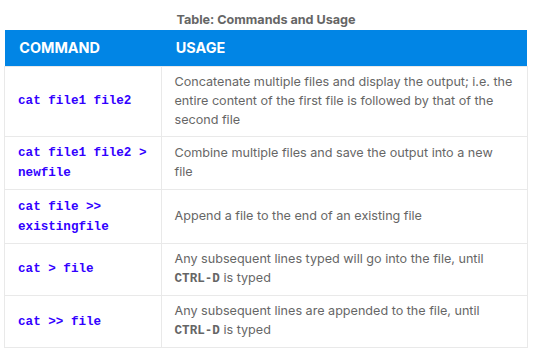 Table: Commands and Usage
COMMAND USAGE
cat file1 file2
Concatenate multiple files and display the output; i.e. the
entire content of the first file is followed by that of the
second file
cat file1 file2 >
newfile
Combine multiple files and save the output into a new
file
cat file >>
existingfile
Append a file to the end of an existing file
cat > file
Any subsequent lines typed will go into the file, until
CTRL-D is typed
cat >> file
Any subsequent lines are appended to the file, until
CTRL-D is typed